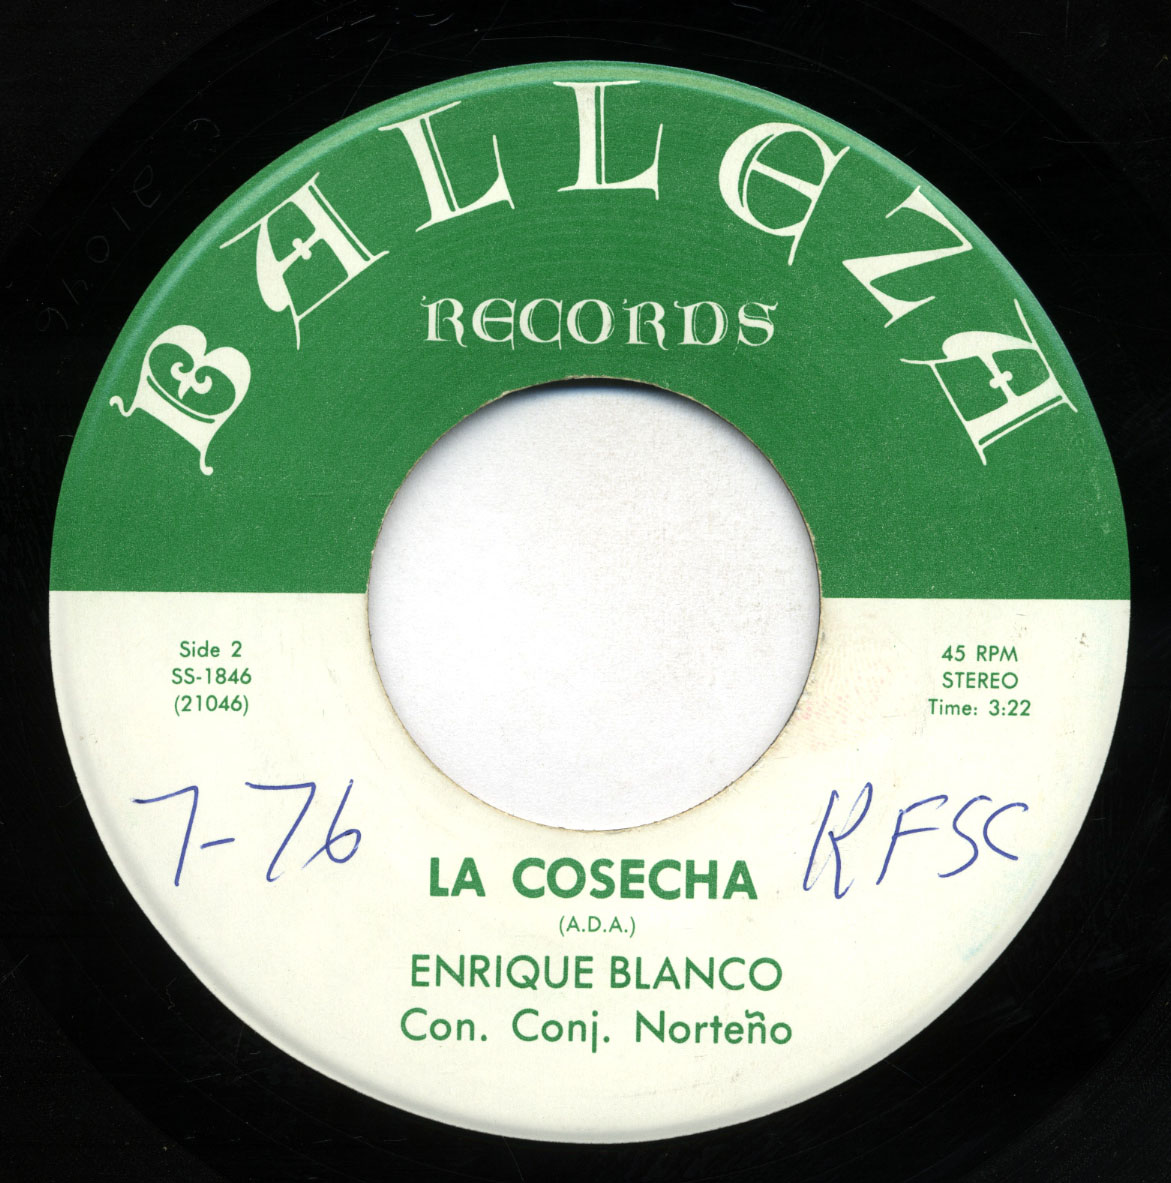 BALLEZA
RECORDS
Side 2
SS-1846
(21046)
45 RPM
STEREO
Time: 3:22
7-76
RFSC
LA COSECHA
(A.D.A.)
ENRIQUE BLANCO
Con. Conj. Norteño